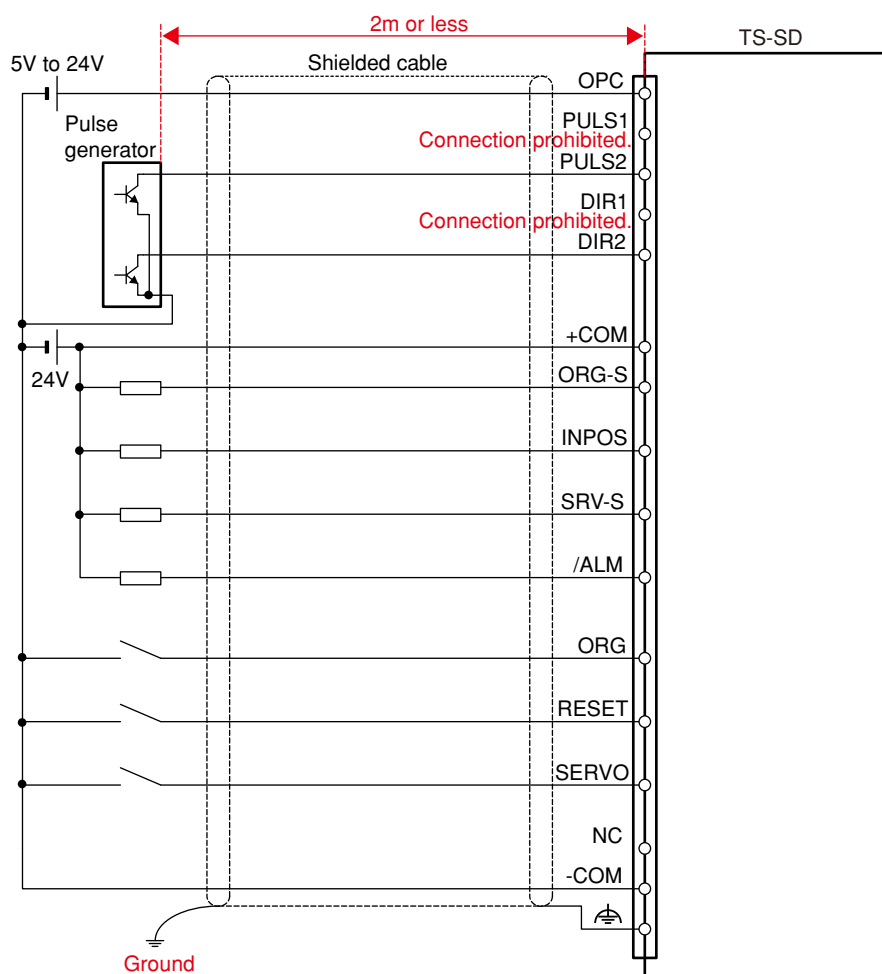 2m or less
TS-SD
5V to 24V
Shielded cable
OPC
Pulse
generator
PULS1
Connection prohibited.
PULS2
DIR1
Connection prohibited.
DIR2
+COM
24V
ORG-S
INPOS
SRV-S
/ALM
ORG
RESET
SERVO
NC
-COM
Ground